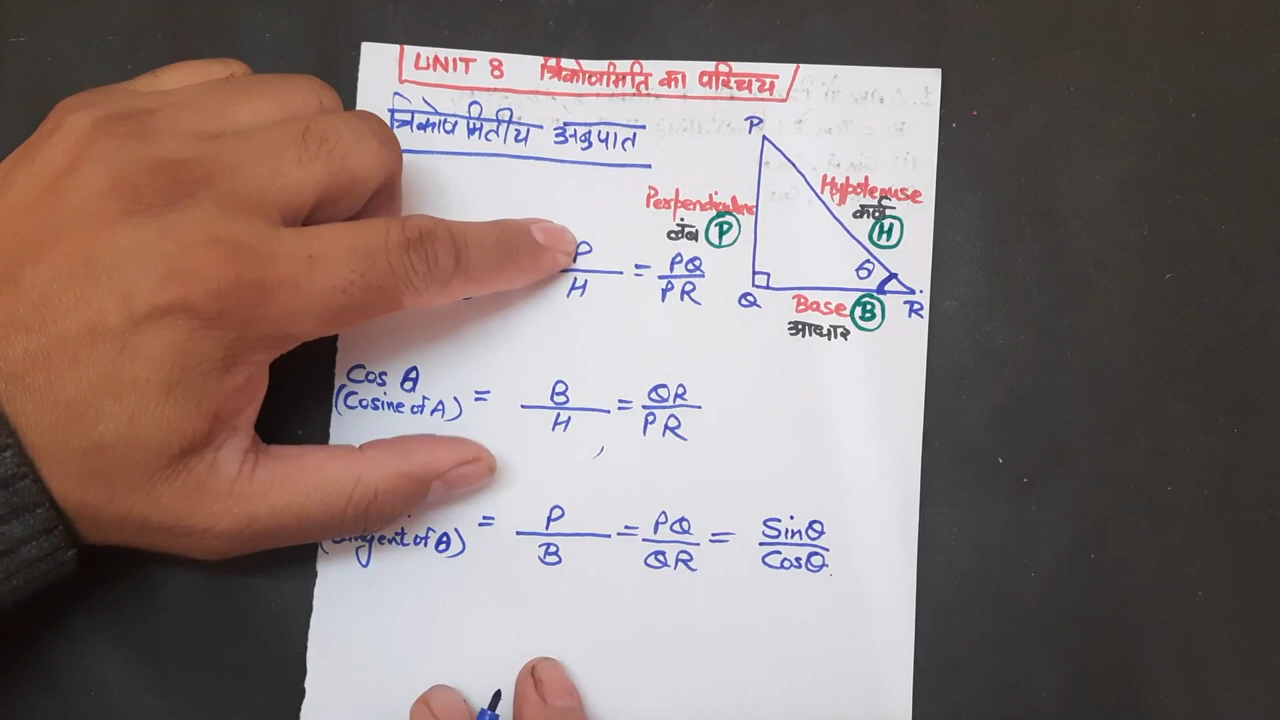 UNIT 8 त्रिकोणमिति का परिचय
त्रिकोणमितीय अनुपात
P
Perpendicular
लंब P
Hypotenuse
कर्ण
H
θ
Q
Base B
R
आधार
P/H = PQ/PR
Cos θ
(Cosine of A) = B/H = QR/PR
of θ) = P/B = PQ/QR = Sinθ/Cosθ